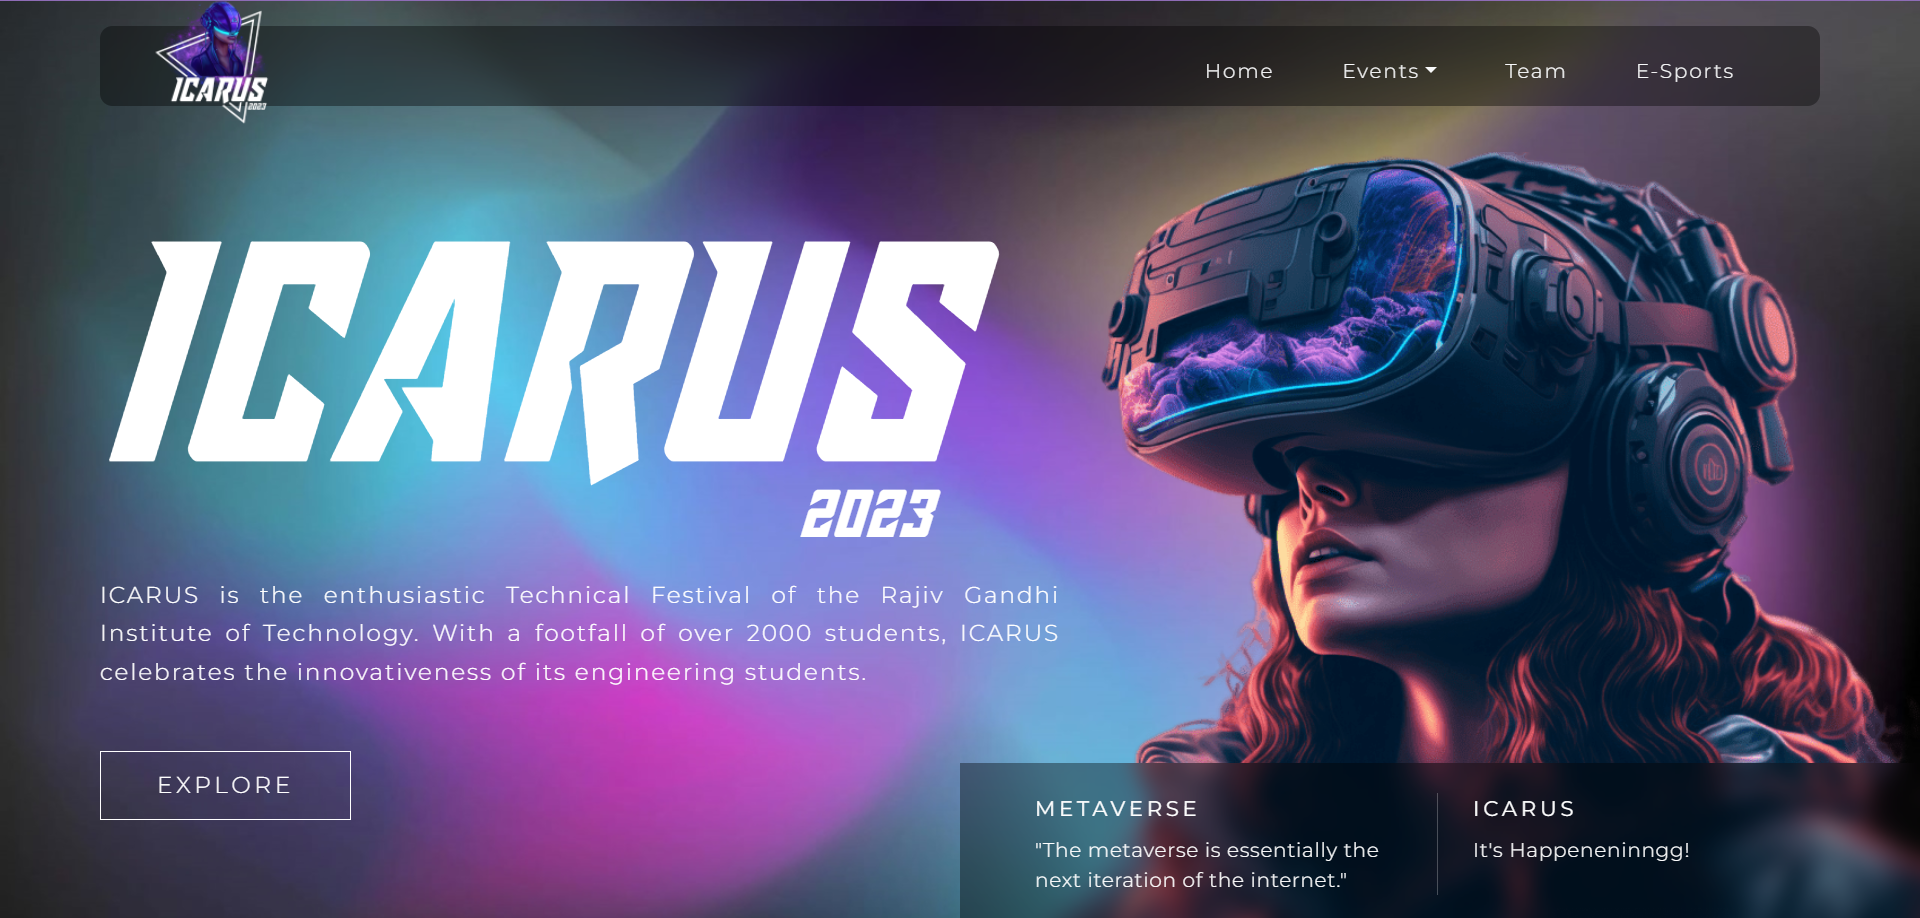 ICARUS
2023
Home
Events
Team
E-Sports
ICARUS
2023
ICARUS is the enthusiastic Technical Festival of the Rajiv Gandhi
Institute of Technology. With a footfall of over 2000 students, ICARUS
celebrates the innovativeness of its engineering students.
EXPLORE
METAVERSE
"The metaverse is essentially the
next iteration of the internet."
ICARUS
It's Happeneninngg!